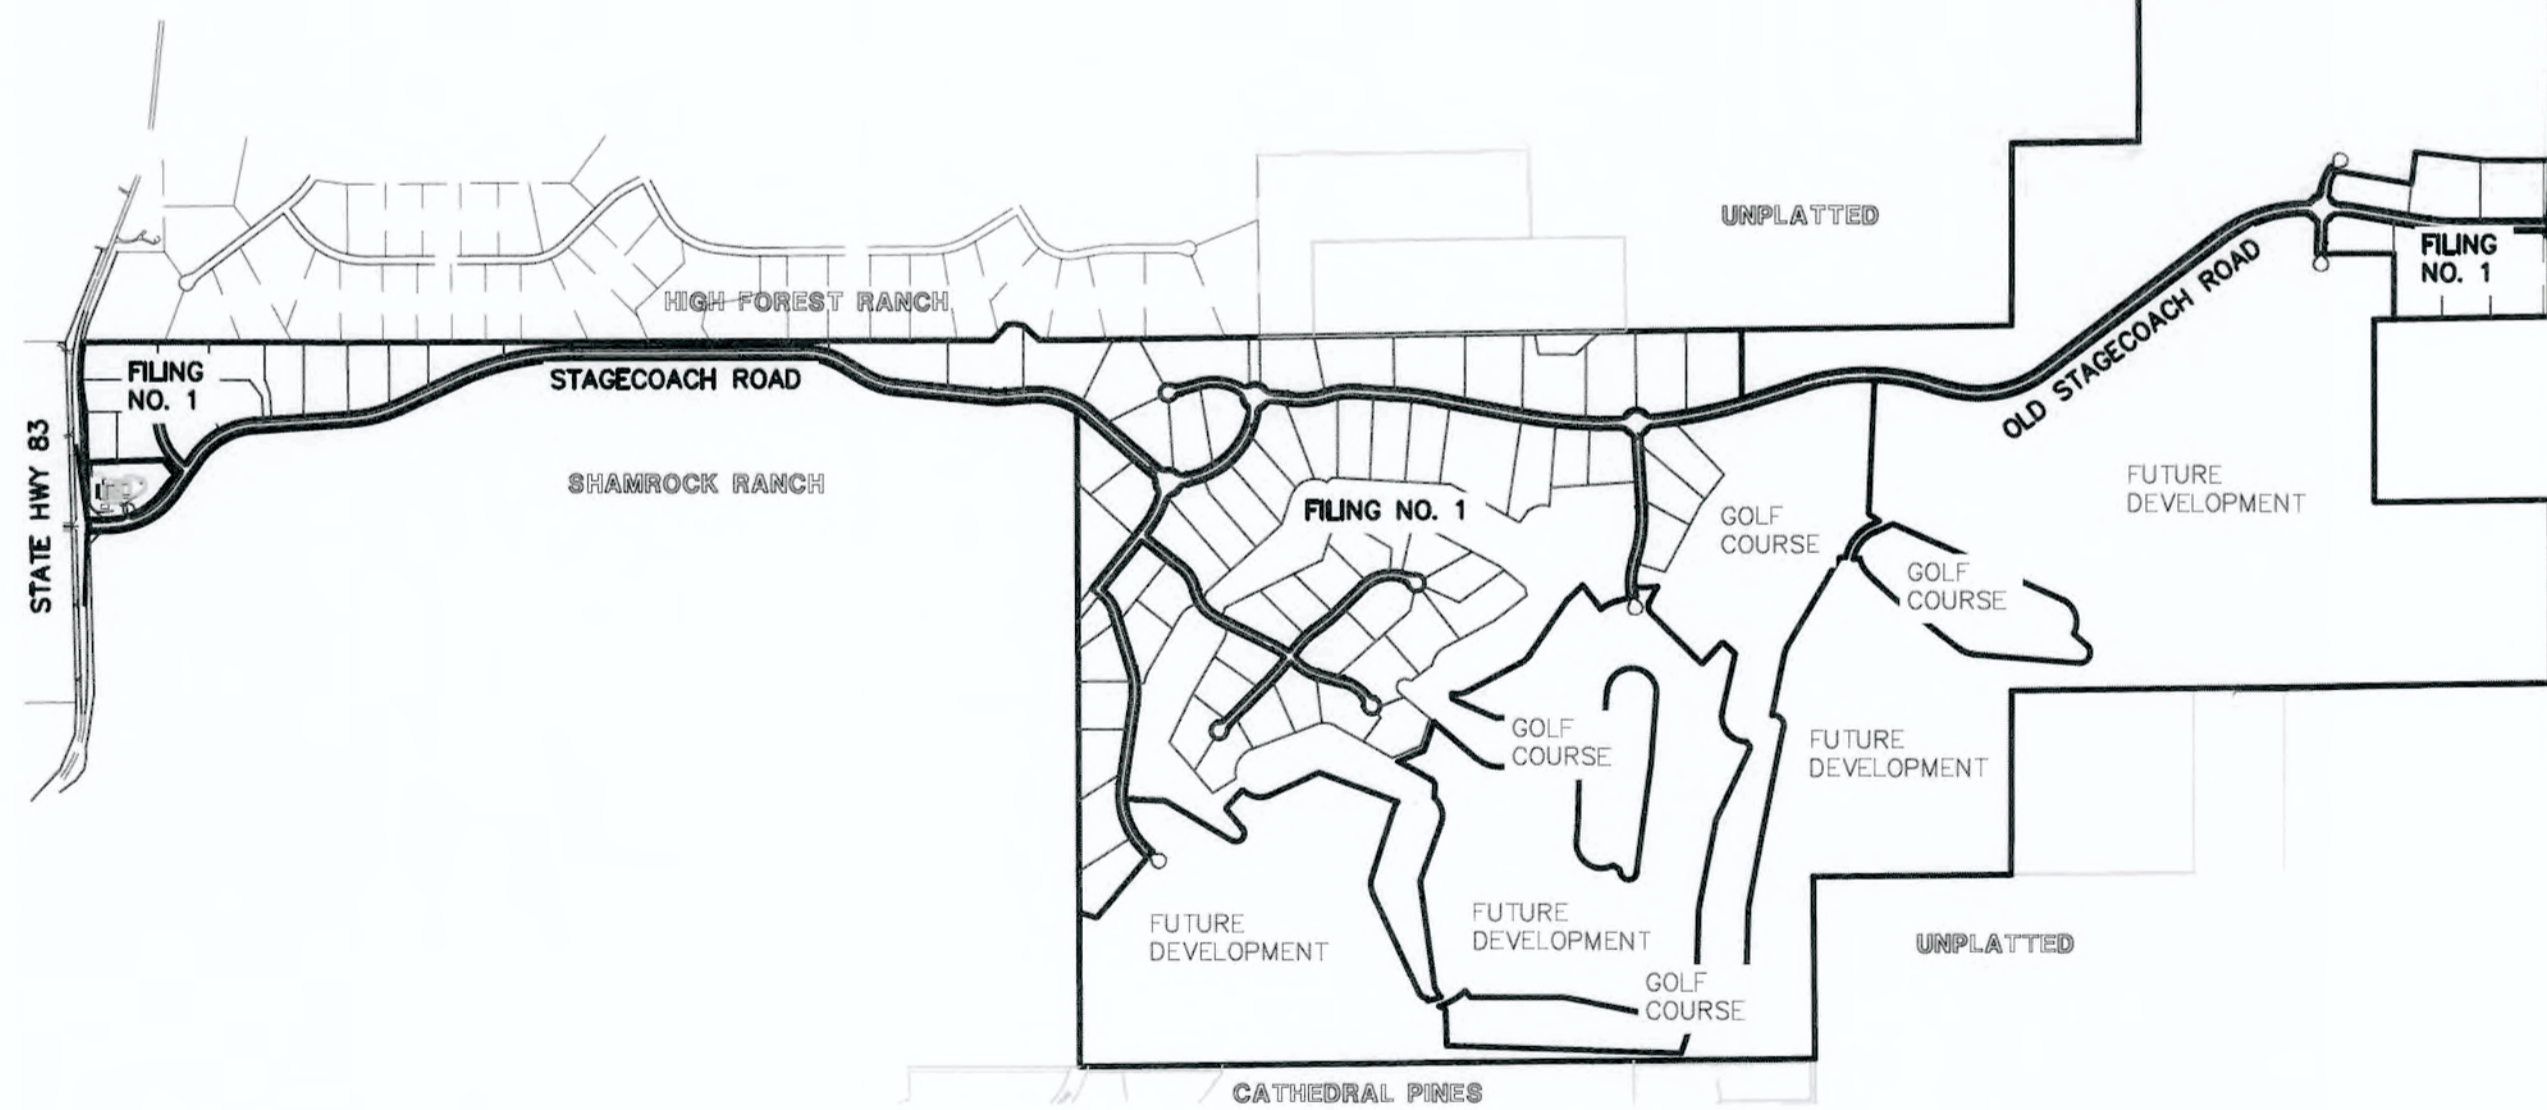 UNPLATTED
FILING
NO. 1
HIGH FOREST RANCH
FILING
NO. 1
STAGECOACH ROAD
OLD STAGECOACH ROAD
STATE HWY 83
SHAMROCK RANCH
FILING NO. 1
GOLF
COURSE
FUTURE
DEVELOPMENT
GOLF
COURSE
GOLF
COURSE
FUTURE
DEVELOPMENT
FUTURE
DEVELOPMENT
FUTURE
DEVELOPMENT
UNPLATTED
GOLF
COURSE
CATHEDRAL PINES